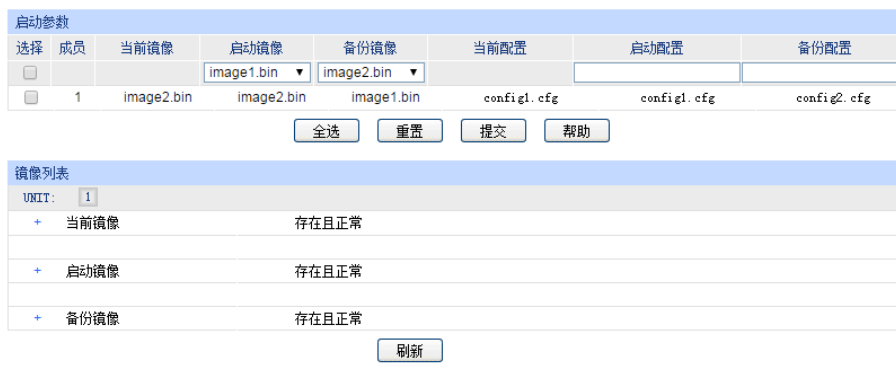 启动参数
选择 成员 当前镜像 启动镜像 备份镜像 当前配置 启动配置 备份配置
image1.bin image2.bin
1 image2.bin image2.bin image1.bin config1.cfg config1.cfg config2.cfg
全选 重置 提交 帮助
镜像列表
UNIT: 1
+ 当前镜像 存在且正常
+ 启动镜像 存在且正常
+ 备份镜像 存在且正常
刷新